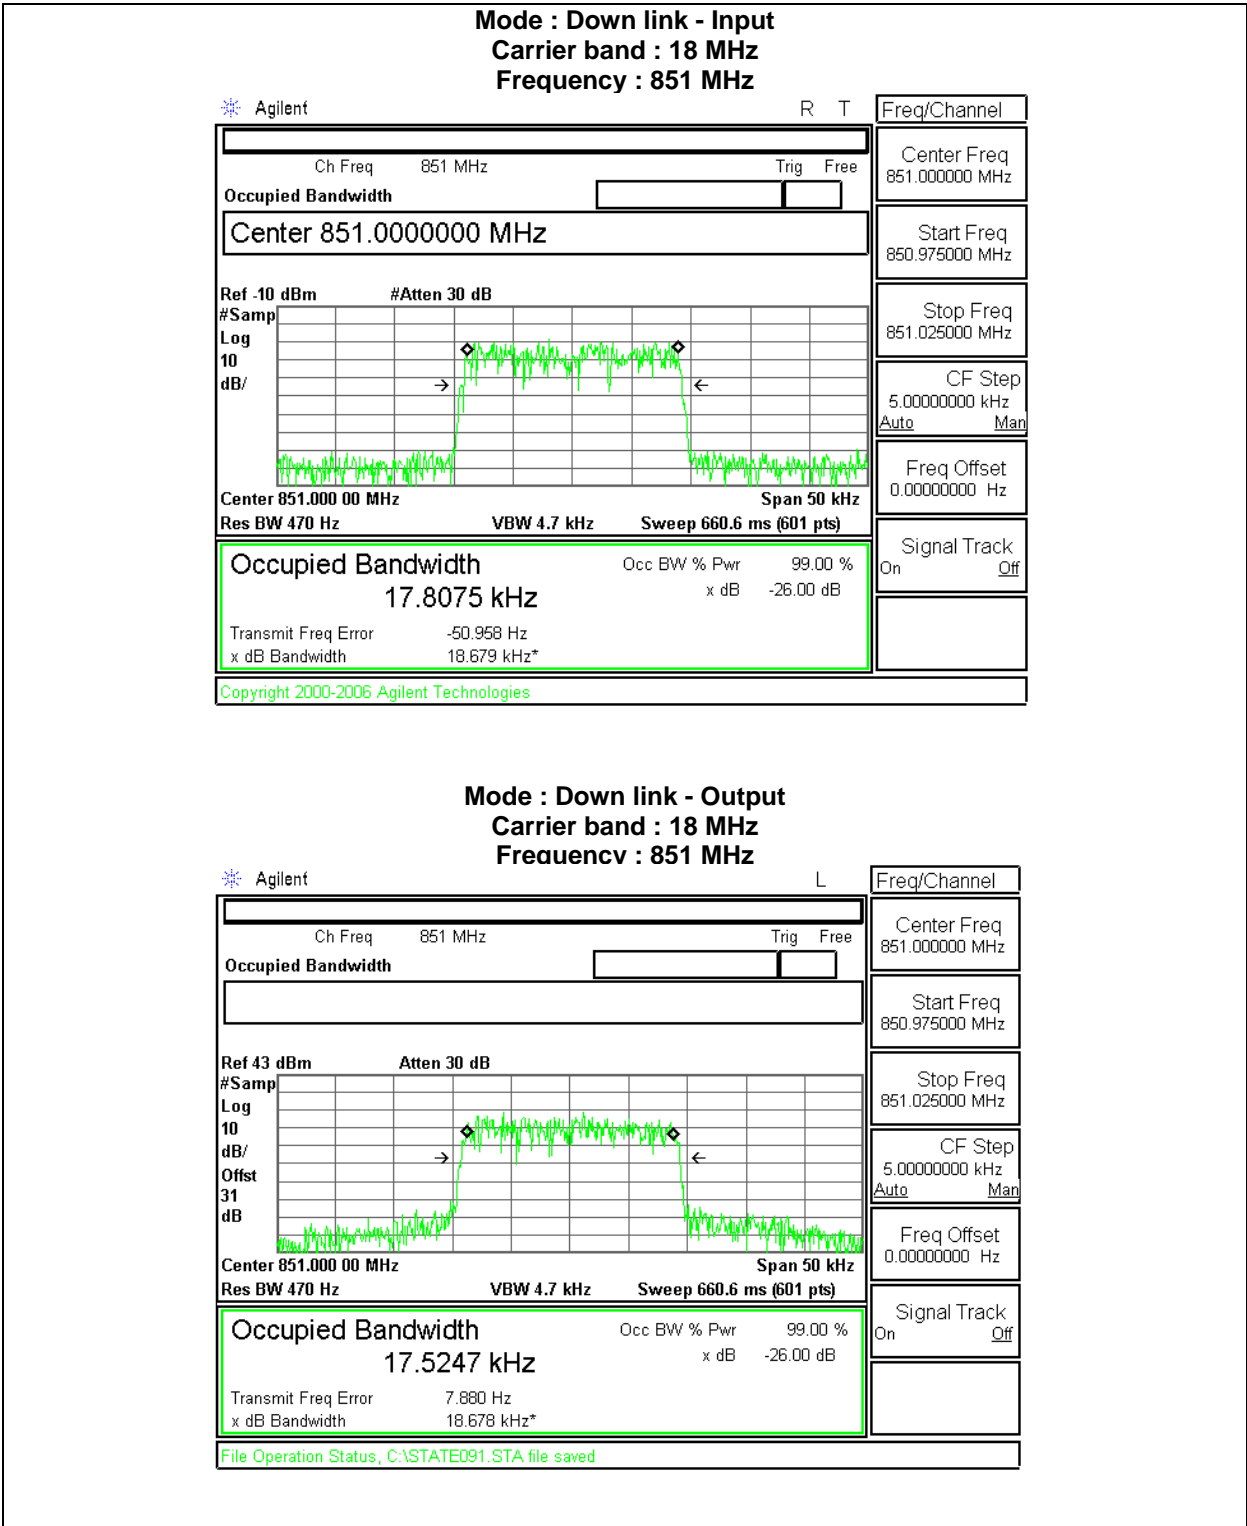 Mode : Down link - Input
Carrier band : 18 MHz
Frequency : 851 MHz
Agilent R T Freq/Channel
Ch Freq 851 MHz Trig Free
Occupied Bandwidth
Center 851.0000000 MHz
Center Freq
851.000000 MHz
Start Freq
850.975000 MHz
Stop Freq
851.025000 MHz
CF Step
5.00000000 kHz
Auto Man
Freq Offset
0.00000000 Hz
Signal Track
On Off
Ref -10 dBm #Atten 30 dB
#Samp
Log
10
dB/
Center 851.000 00 MHz Span 50 kHz
Res BW 470 Hz VBW 4.7 kHz Sweep 660.6 ms (601 pts)
Occupied Bandwidth Occ BW % Pwr 99.00 %
17.8075 kHz x dB -26.00 dB
Transmit Freq Error -50.958 Hz
x dB Bandwidth 18.679 kHz*
Copyright 2000-2006 Agilent Technologies
Mode : Down link - Output
Carrier band : 18 MHz
Frequency : 851 MHz
Agilent L Freq/Channel
Ch Freq 851 MHz Trig Free
Occupied Bandwidth
Center Freq
851.000000 MHz
Start Freq
850.975000 MHz
Stop Freq
851.025000 MHz
CF Step
5.00000000 kHz
Auto Man
Freq Offset
0.00000000 Hz
Signal Track
On Off
Ref 43 dBm Atten 30 dB
#Samp
Log
10
dB/
Offst
31
dB
Center 851.000 00 MHz Span 50 kHz
Res BW 470 Hz VBW 4.7 kHz Sweep 660.6 ms (601 pts)
Occupied Bandwidth Occ BW % Pwr 99.00 %
17.5247 kHz x dB -26.00 dB
Transmit Freq Error 7.880 Hz
x dB Bandwidth 18.678 kHz*
File Operation Status, C:\STATE091.STA file saved